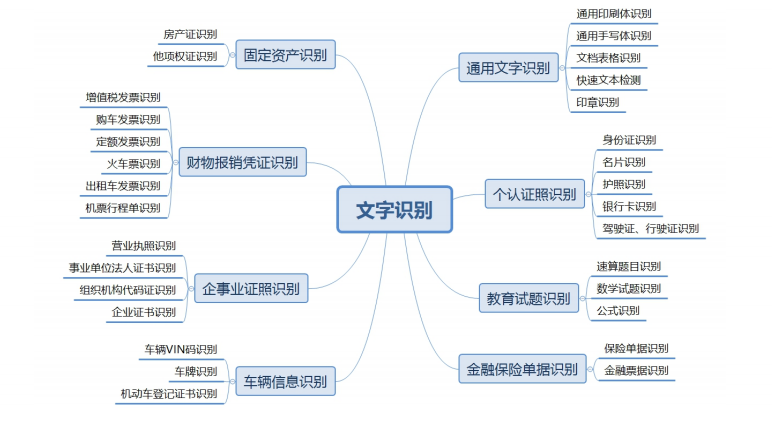 文字识别
固定资产识别
房产证识别
他项权证识别
财物报销凭证识别
增值税发票识别
购车发票识别
定额发票识别
火车票识别
出租车发票识别
机票行程单识别
企事业证照识别
营业执照识别
事业单位法人证书识别
组织机构代码证识别
企业证书识别
车辆信息识别
车辆VIN码识别
车牌识别
机动车登记证书识别
通用文字识别
通用印刷体识别
通用手写体识别
文档表格识别
快速文本检测
印章识别
个认证照识别
身份证识别
名片识别
护照识别
银行卡识别
驾驶证、行驶证识别
教育试题识别
速算题目识别
数学试题识别
公式识别
金融保险单据识别
保险单据识别
金融票据识别